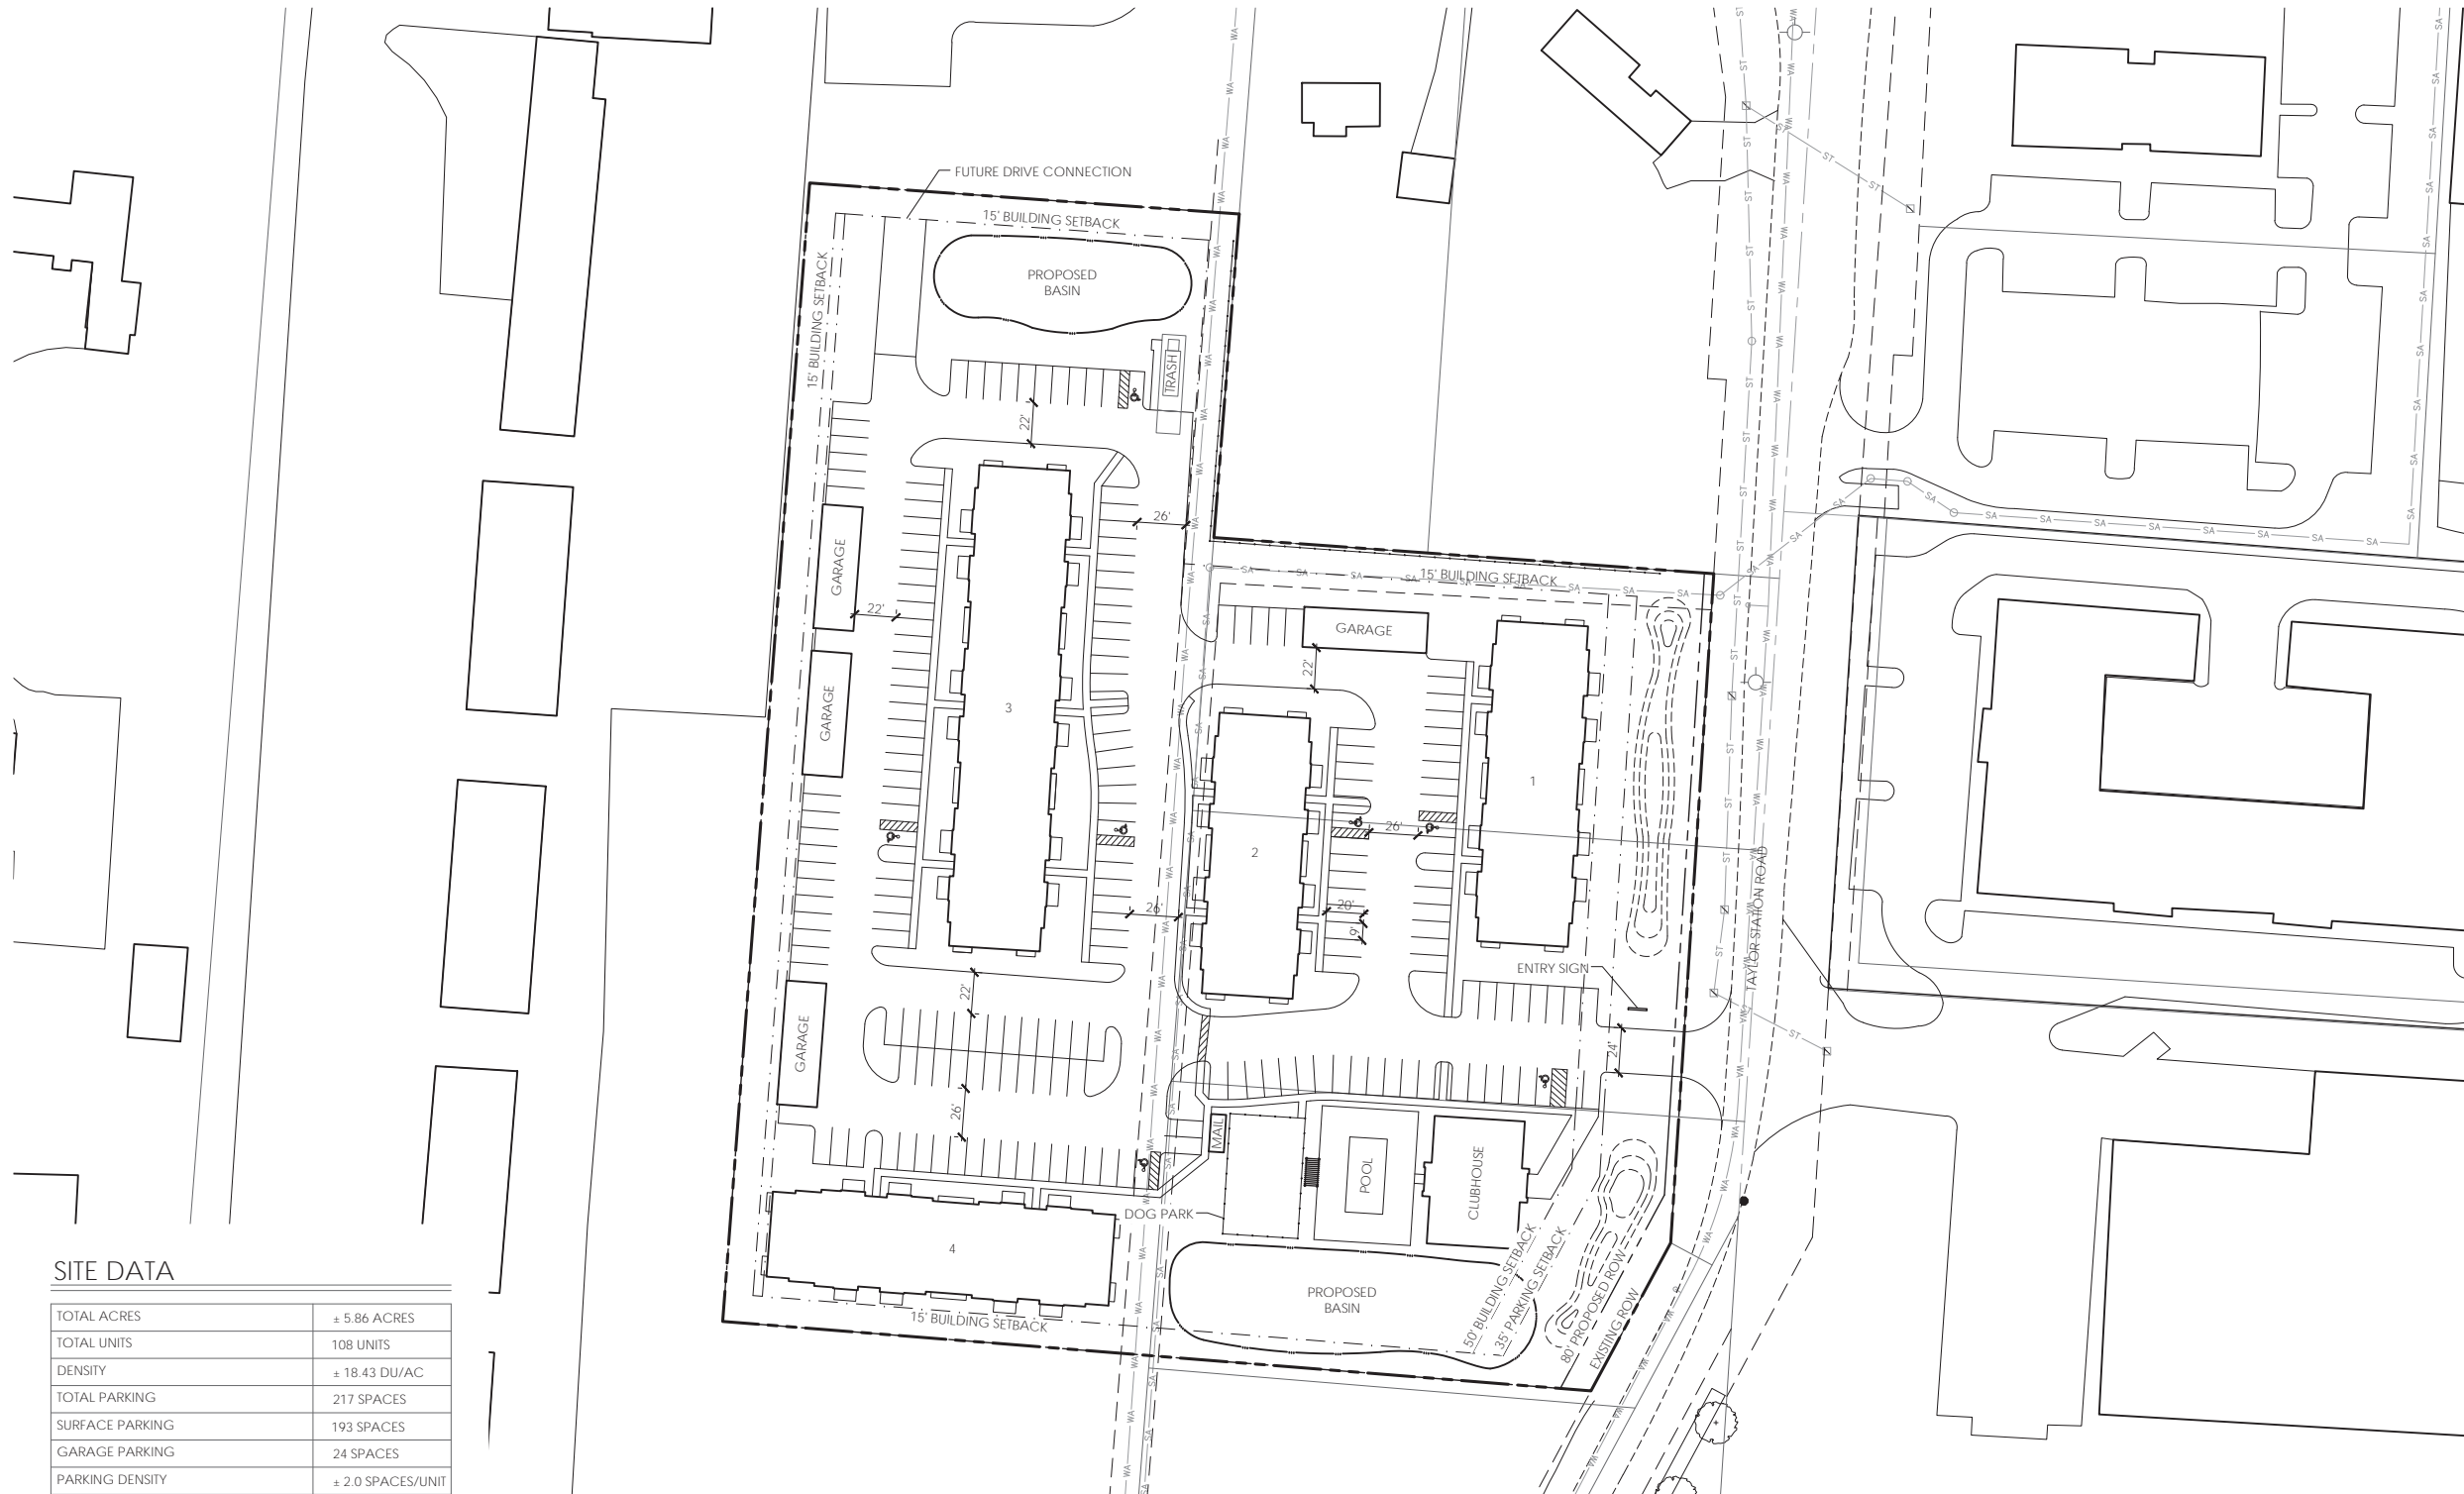 FUTURE DRIVE CONNECTION
15' BUILDING SETBACK
15' BUILDING SETBACK
PROPOSED
BASIN
TRASH
22'
26'
GARAGE
22'
15' BUILDING SETBACK
GARAGE
22'
GARAGE
3
1
2
26'
26'
20'
9'
TAYLOR STATION ROAD
ENTRY SIGN
22'
GARAGE
24'
26'
MAIL
POOL
CLUBHOUSE
DOG PARK
4
15' BUILDING SETBACK
PROPOSED
BASIN
50' BUILDING SETBACK
35' PARKING SETBACK
80' PROPOSED ROW
EXISTING ROW
WA
SA
ST
SITE DATA
TOTAL ACRES ± 5.86 ACRES
TOTAL UNITS 108 UNITS
DENSITY ± 18.43 DU/AC
TOTAL PARKING 217 SPACES
SURFACE PARKING 193 SPACES
GARAGE PARKING 24 SPACES
PARKING DENSITY ± 2.0 SPACES/UNIT